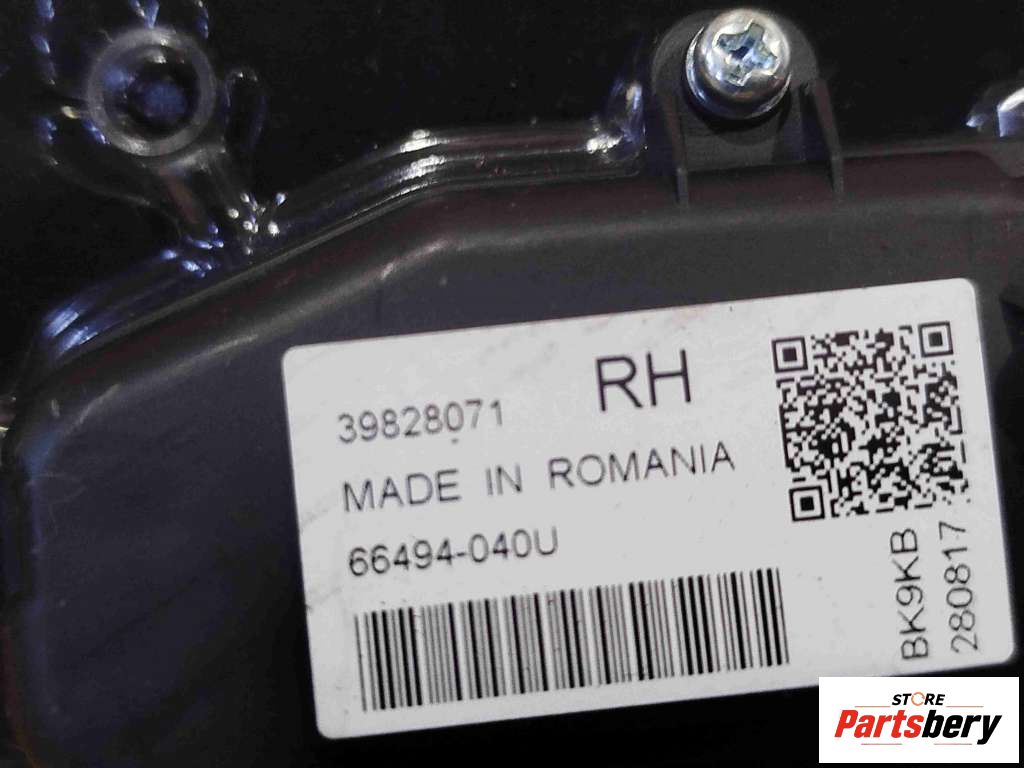 RH
39828071
MADE IN ROMANIA
66494-040U
BK9KB
280817
STORE
Partsbery